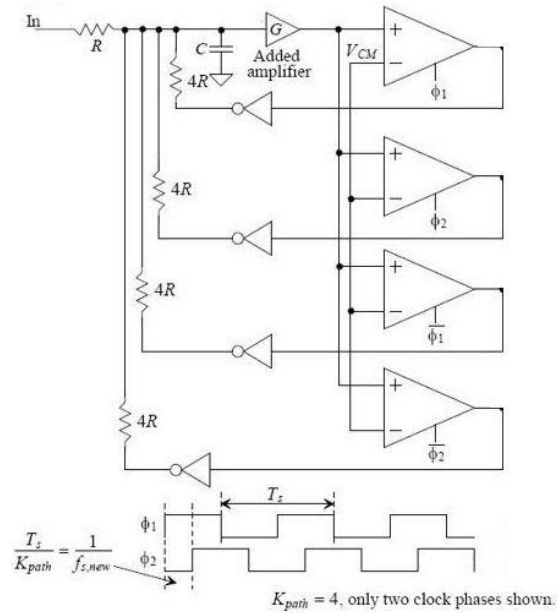 In
R
C
G
Added
amplifier
V_CM
+
−
ϕ1
4R
+
−
ϕ2
4R
+
−
ϕ̅1
4R
+
−
ϕ̅2
4R
T_s
ϕ1
T_s / K_path = 1 / f_s,new
ϕ2
K_path = 4, only two clock phases shown